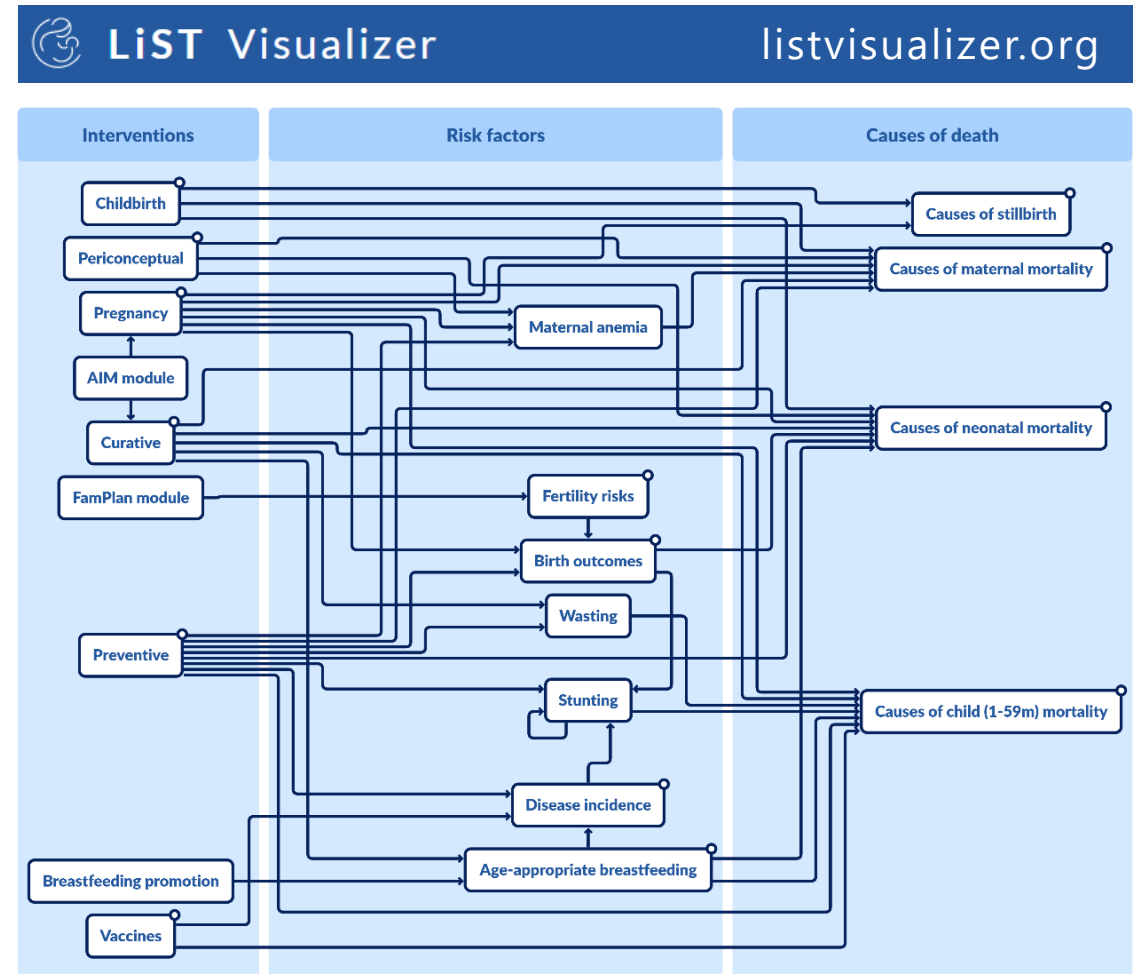 LiST Visualizer
listvisualizer.org
Interventions
Risk factors
Causes of death
Childbirth
Causes of stillbirth
Periconceptual
Causes of maternal mortality
Pregnancy
Maternal anemia
AIM module
Curative
Causes of neonatal mortality
FamPlan module
Fertility risks
Birth outcomes
Wasting
Preventive
Stunting
Causes of child (1-59m) mortality
Disease incidence
Age-appropriate breastfeeding
Breastfeeding promotion
Vaccines